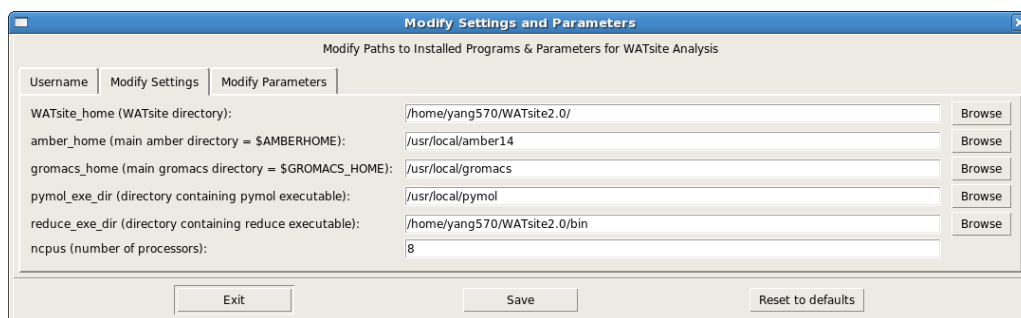 Modify Settings and Parameters
Modify Paths to Installed Programs & Parameters for WATsite Analysis
Username Modify Settings Modify Parameters
WATsite_home (WATsite directory): /home/yang570/WATsite2.0/ Browse
amber_home (main amber directory = $AMBERHOME): /usr/local/amber14 Browse
gromacs_home (main gromacs directory = $GROMACS_HOME): /usr/local/gromacs Browse
pymol_exe_dir (directory containing pymol executable): /usr/local/pymol Browse
reduce_exe_dir (directory containing reduce executable): /home/yang570/WATsite2.0/bin Browse
ncpus (number of processors): 8
Exit Save Reset to defaults